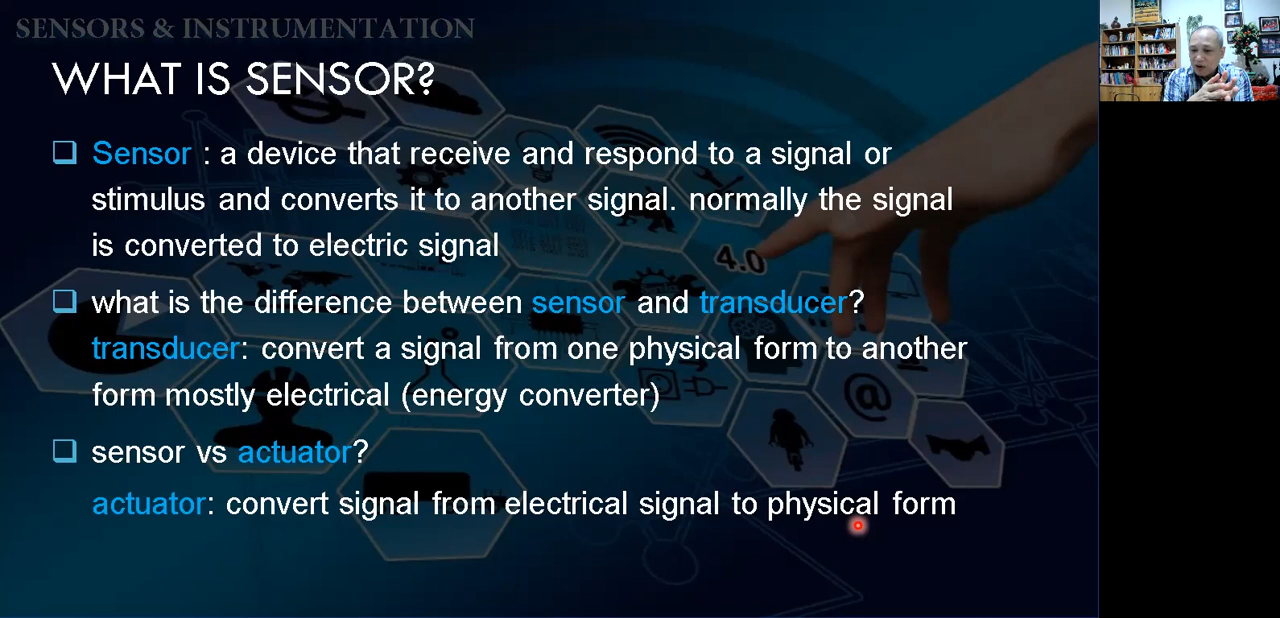 SENSORS & INSTRUMENTATION
WHAT IS SENSOR?
Sensor : a device that receive and respond to a signal or
stimulus and converts it to another signal. normally the signal
is converted to electric signal
4.0
what is the difference between sensor and transducer?
transducer: convert a signal from one physical form to another
form mostly electrical (energy converter)
@
sensor vs actuator?
actuator: convert signal from electrical signal to physical form